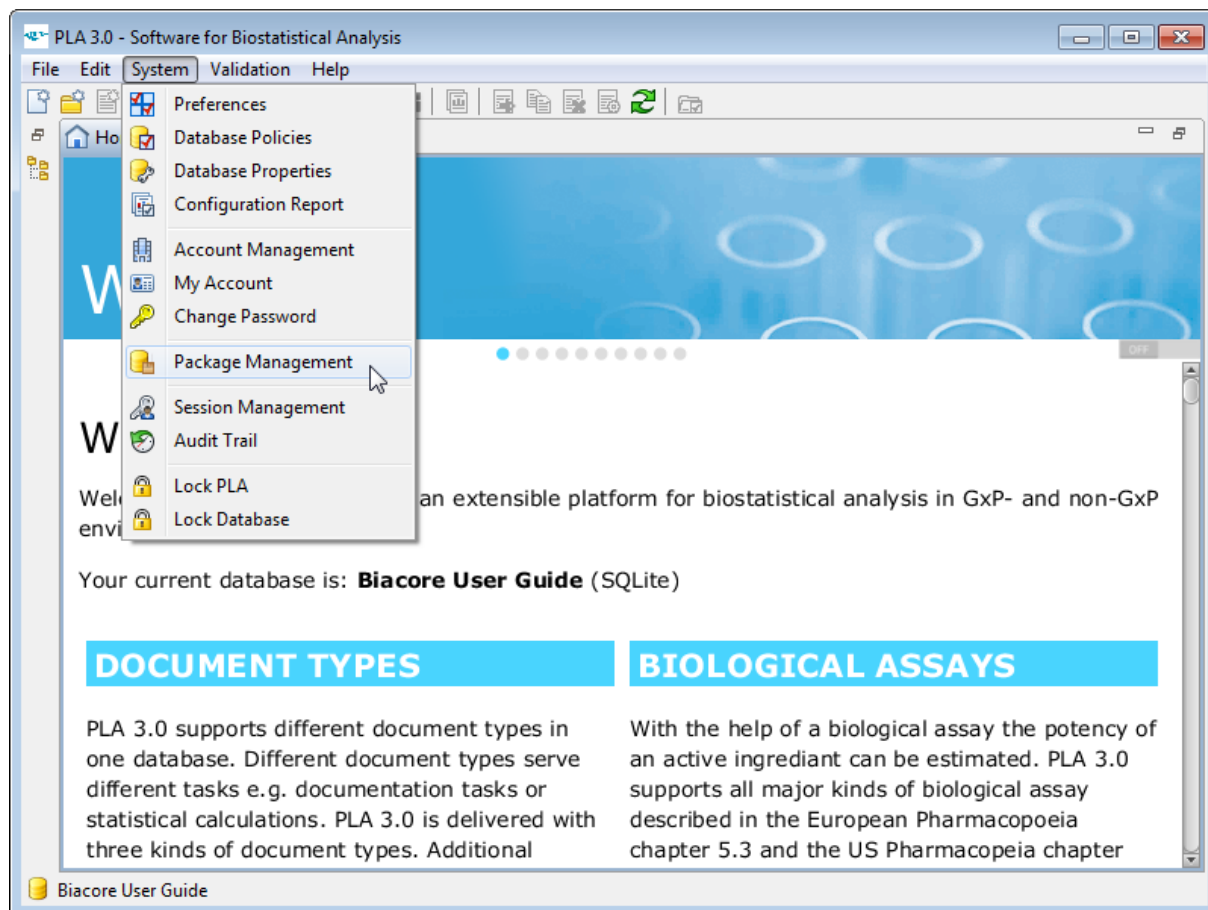 PLA 3.0 - Software for Biostatistical Analysis
File Edit System Validation Help
Preferences
Database Policies
Database Properties
Configuration Report
Account Management
My Account
Change Password
Package Management
Session Management
Audit Trail
Lock PLA
Lock Database
Ho
W
OFF
W
Wel an extensible platform for biostatistical analysis in GxP- and non-GxP
envi
Your current database is: Biacore User Guide (SQLite)
DOCUMENT TYPES
PLA 3.0 supports different document types in
one database. Different document types serve
different tasks e.g. documentation tasks or
statistical calculations. PLA 3.0 is delivered with
three kinds of document types. Additional
BIOLOGICAL ASSAYS
With the help of a biological assay the potency of
an active ingrediant can be estimated. PLA 3.0
supports all major kinds of biological assay
described in the European Pharmacopoeia
chapter 5.3 and the US Pharmacopeia chapter
Biacore User Guide